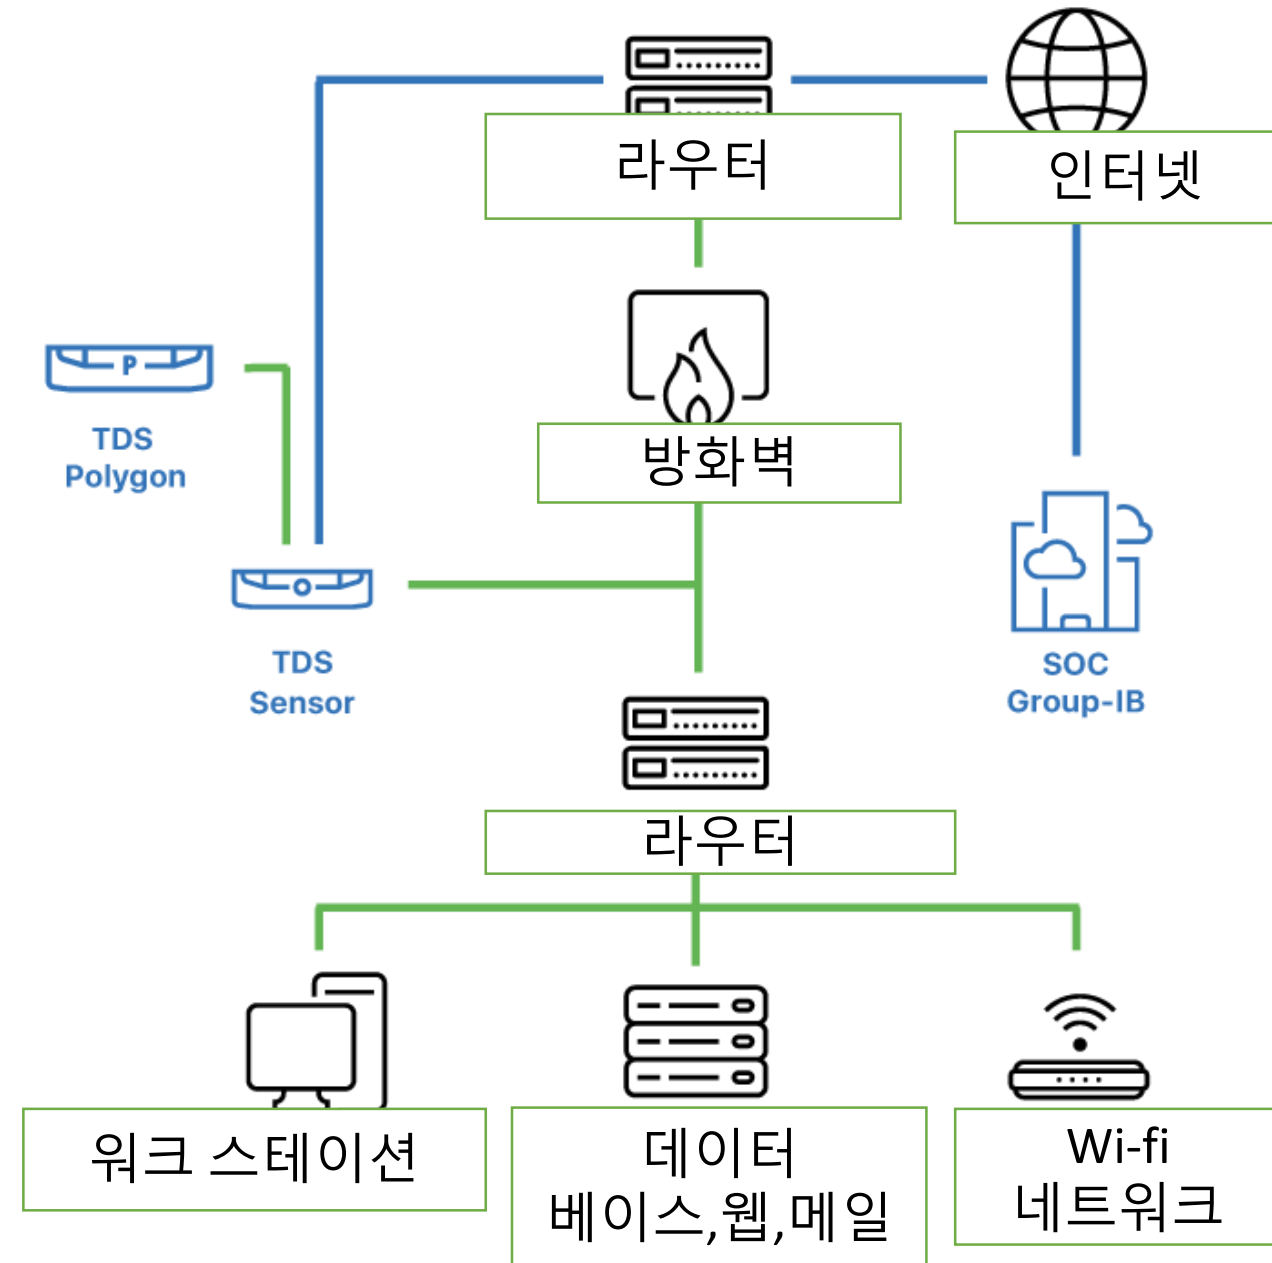 라우터
인터넷
P
TDS
Polygon
방화벽
TDS
Sensor
SOC
Group-IB
라우터
워크 스테이션
데이터
베이스,웹,메일
Wi-fi
네트워크